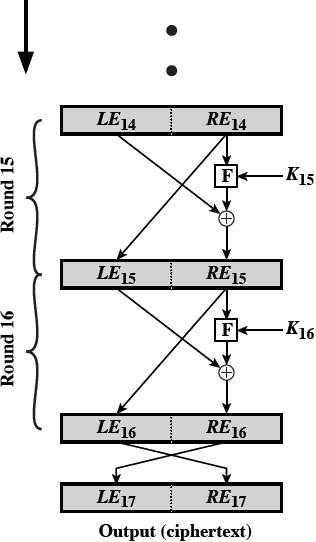 LE14 RE14
Round 15
F K15
LE15 RE15
Round 16
F K16
LE16 RE16
LE17 RE17
Output (ciphertext)